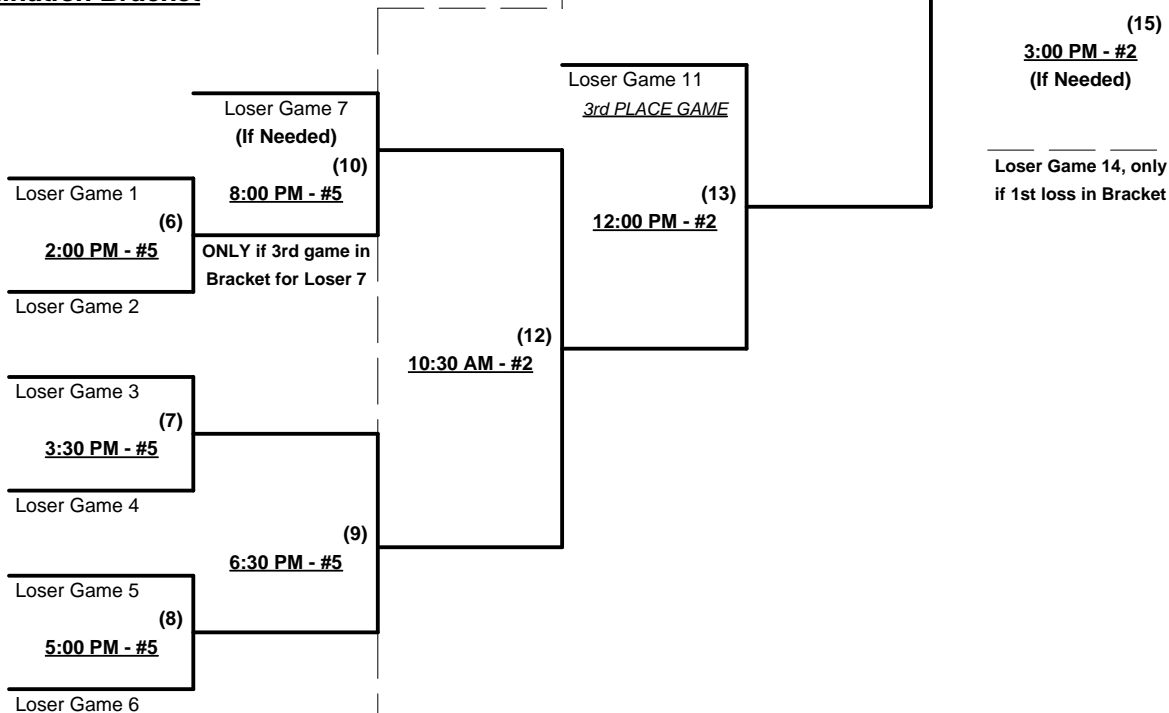 ination Bracket
(15)
3:00 PM - #2
(If Needed)
Loser Game 11
3rd PLACE GAME
Loser Game 7
(If Needed)
(10)
8:00 PM - #5
Loser Game 14, only
if 1st loss in Bracket
Loser Game 1
(6)
2:00 PM - #5
(13)
12:00 PM - #2
ONLY if 3rd game in
Bracket for Loser 7
Loser Game 2
(12)
10:30 AM - #2
Loser Game 3
(7)
3:30 PM - #5
Loser Game 4
(9)
6:30 PM - #5
Loser Game 5
(8)
5:00 PM - #5
Loser Game 6